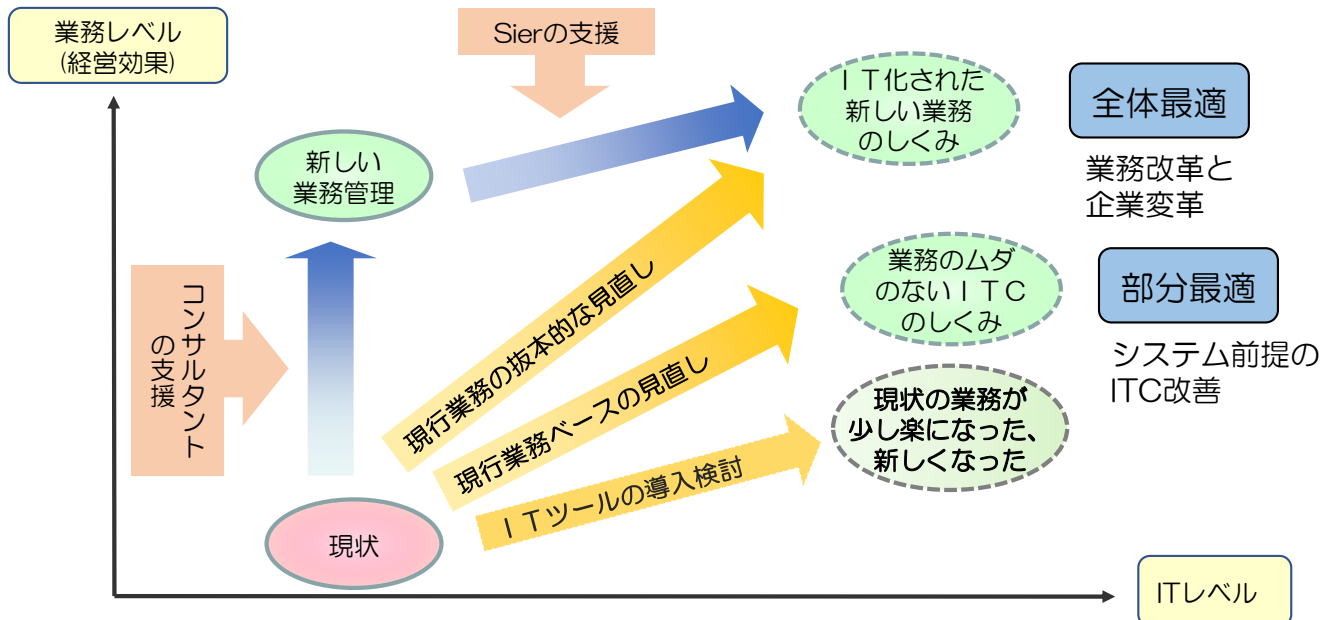 業務レベル
(経営効果)
Sierの支援
ＩＴ化された
新しい業務
のしくみ
全体最適
業務改革と
企業変革
新しい
業務管理
コンサルタント
の支援
現行業務の抜本的な見直し
現行業務ベースの見直し
ＩＴツールの導入検討
業務のムダ
のないＩＴＣ
のしくみ
部分最適
システム前提の
ITC改善
現状の業務が
少し楽になった、
新しくなった
現状
ITレベル